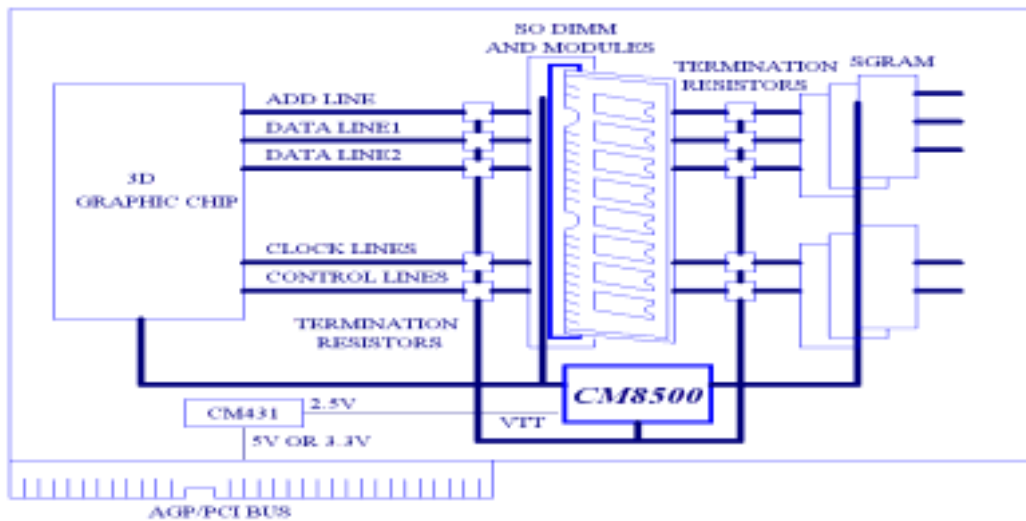 SO DIMM
AND MODULES
TERMINATION
RESISTORS
SGRAM
ADD LINE
DATA LINE1
DATA LINE2
3D
GRAPHIC CHIP
CLOCK LINES
CONTROL LINES
TERMINATION
RESISTORS
CM8500
CM431
2.5V
VTT
5V OR 3.3V
AGP/PCI BUS